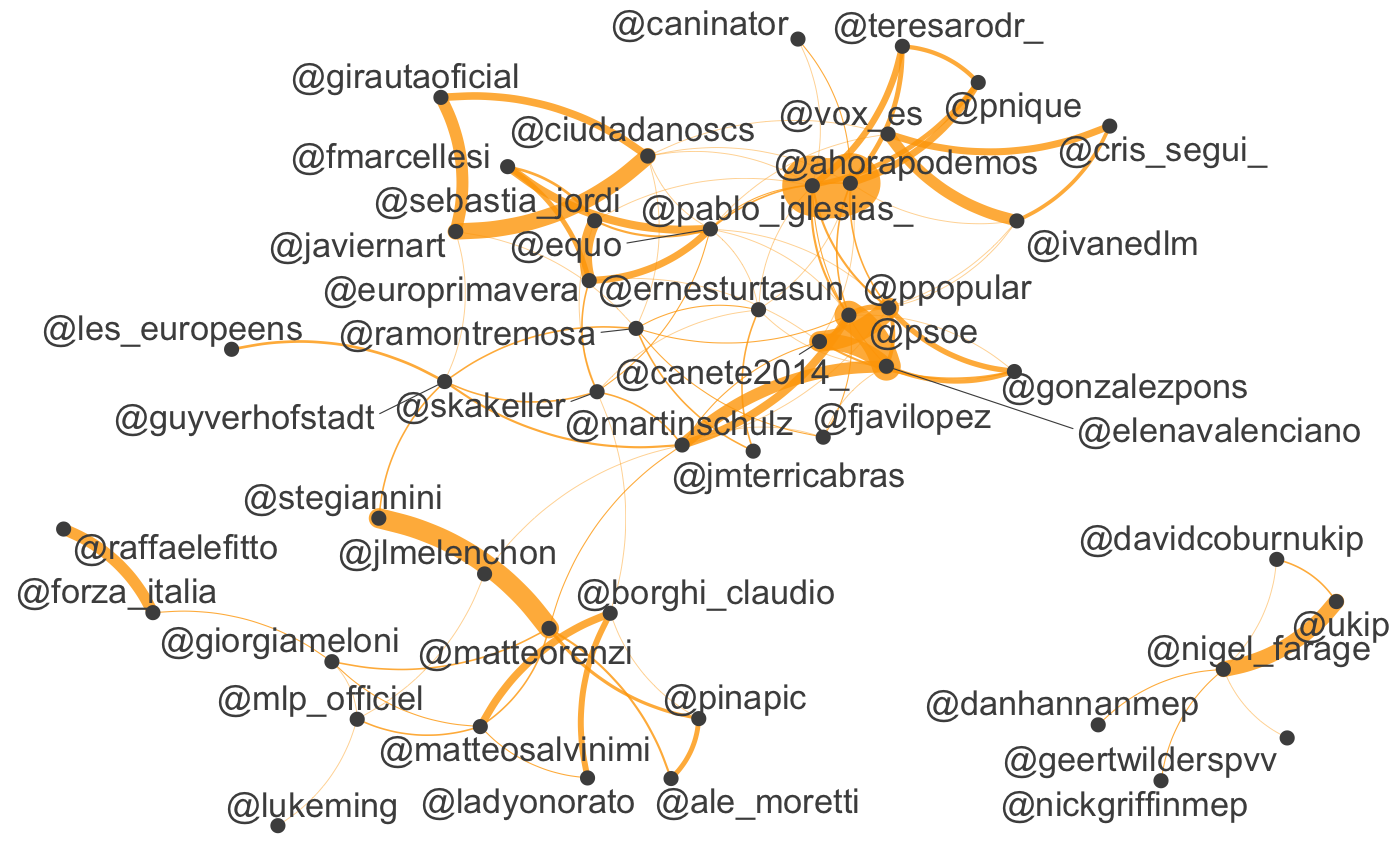 @caninator
@teresarodr_
@girautaoficial
@pnique
@vox_es
@ciudadanoscs
@fmarcellesi
@cris_segui_
@ahorapodemos
@sebastia_jordi
@pablo_iglesias_
@javiernart
@equo
@ivanedlm
@europrimavera
@ernesturtasun
@ppopular
@les_europeens
@ramontremosa
@psoe
@canete2014_
@gonzalezpons
@guyverhofstadt
@skakeller
@martinschulz
@fjavilopez
@elenavalenciano
@jmterricabras
@stegiannini
@raffaelefitto
@jlmelenchon
@davidcoburnukip
@forza_italia
@borghi_claudio
@giorgiameloni
@matteorenzi
@ukip
@nigel_farage
@mlp_officiel
@pinapic
@danhannanmep
@matteosalvinimi
@geertwilderspvv
@lukeming
@ladyonorato
@ale_moretti
@nickgriffinmep